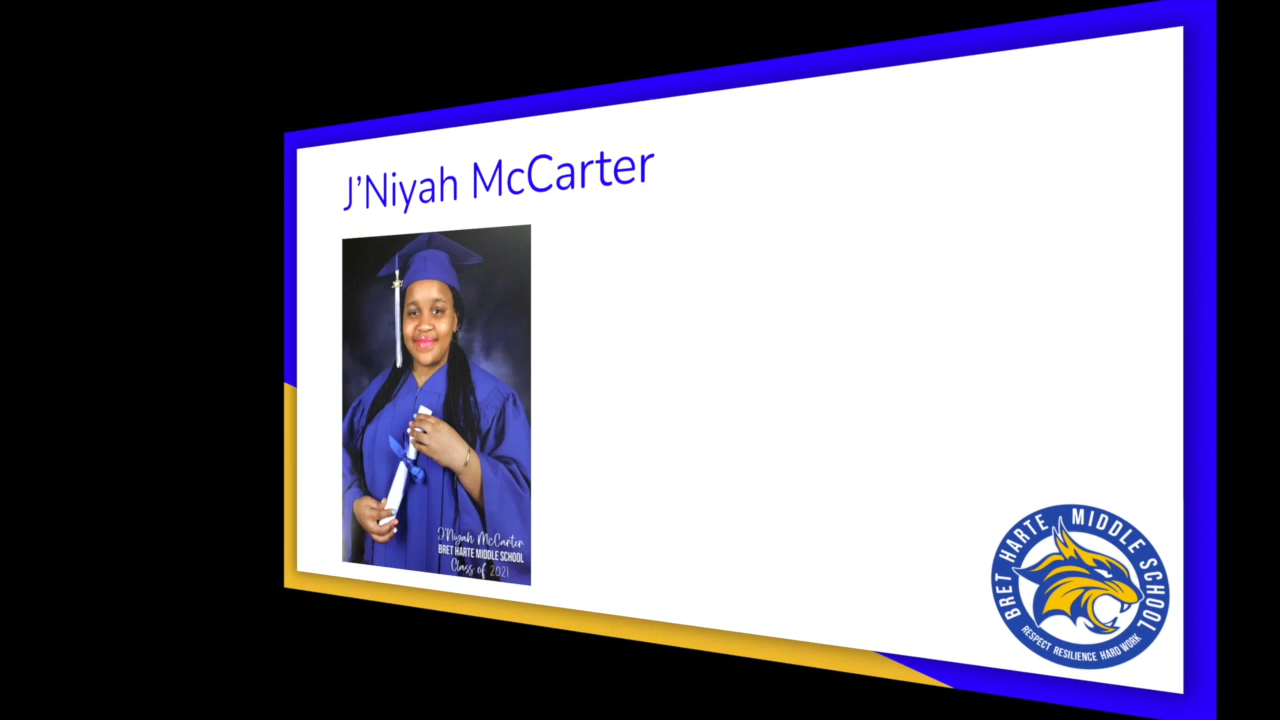 J'Niyah McCarter
J'Niyah McCarter
BRET HARTE MIDDLE SCHOOL
Class of 2021
BRET HARTE MIDDLE SCHOOL
RESPECT RESILIENCE HARD WORK